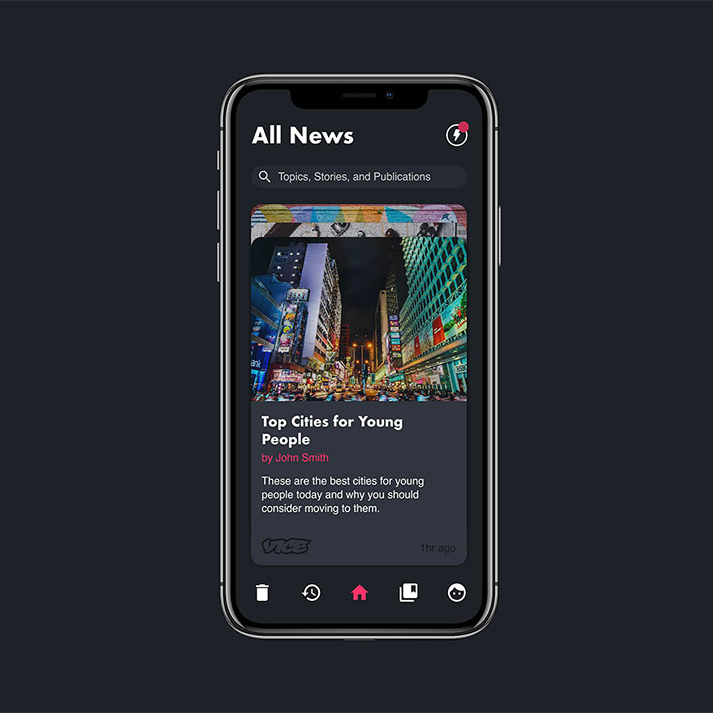 All News
Topics, Stories, and Publications
Top Cities for Young
People
by John Smith
These are the best cities for young
people today and why you should
consider moving to them.
VICE
1hr ago